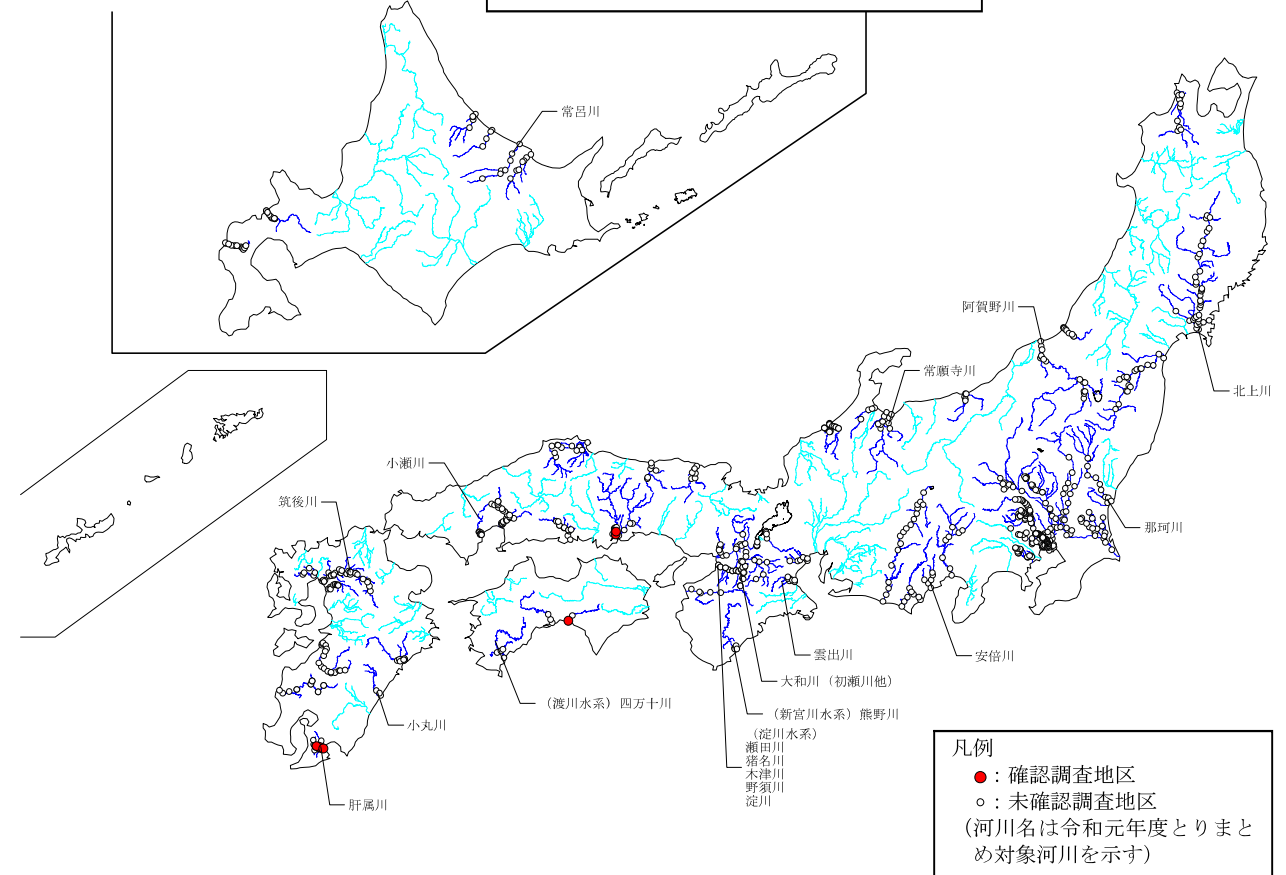 常呂川
阿賀野川
常願寺川
北上川
小瀬川
筑後川
那珂川
雲出川
安倍川
大和川（初瀬川他）
（渡川水系）四万十川
（新宮川水系）熊野川
小丸川
（淀川水系）
瀬田川
猪名川
木津川
野須川
淀川
肝属川
凡例
：確認調査地区
：未確認調査地区
（河川名は令和元年度とりまと
め対象河川を示す）